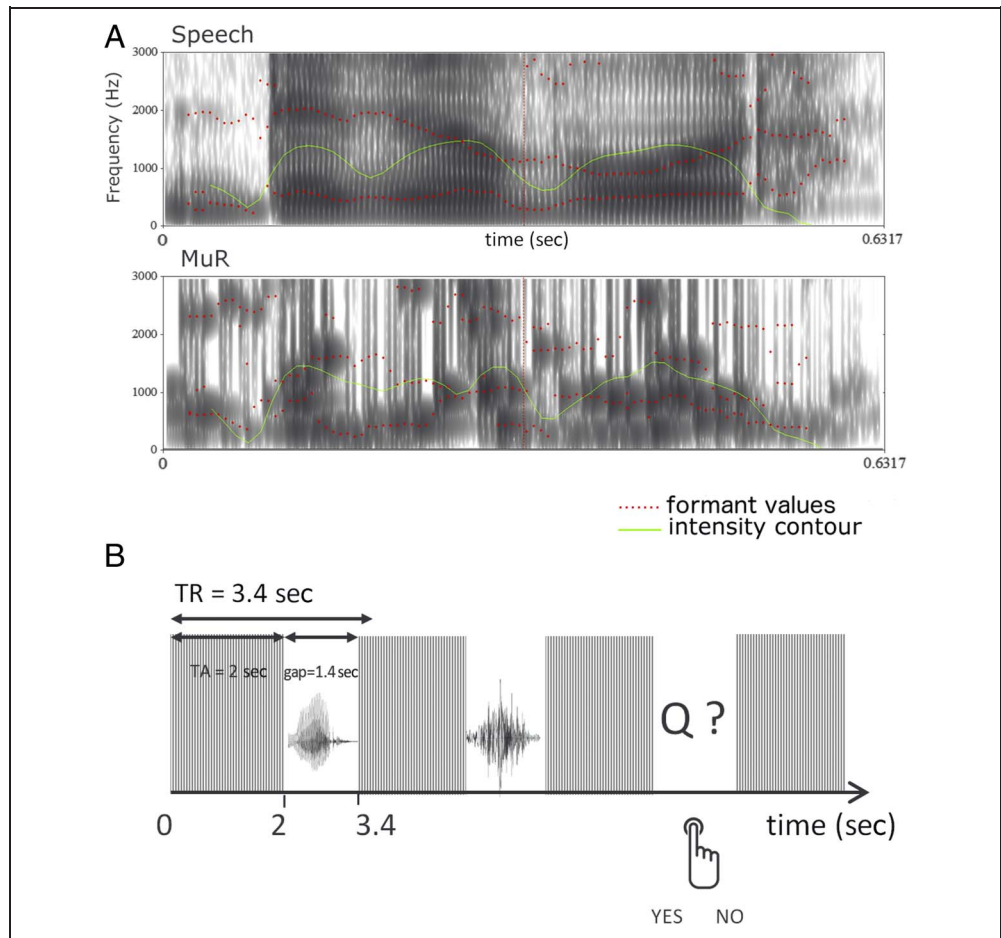 A
Speech
3000
2000
1000
0
Frequency (Hz)
0
time (sec)
0.6317
MuR
3000
2000
1000
0
0
0.6317
formant values
intensity contour
B
TR = 3.4 sec
TA = 2 sec
gap=1.4 sec
Q ?
0
2
3.4
time (sec)
YES NO